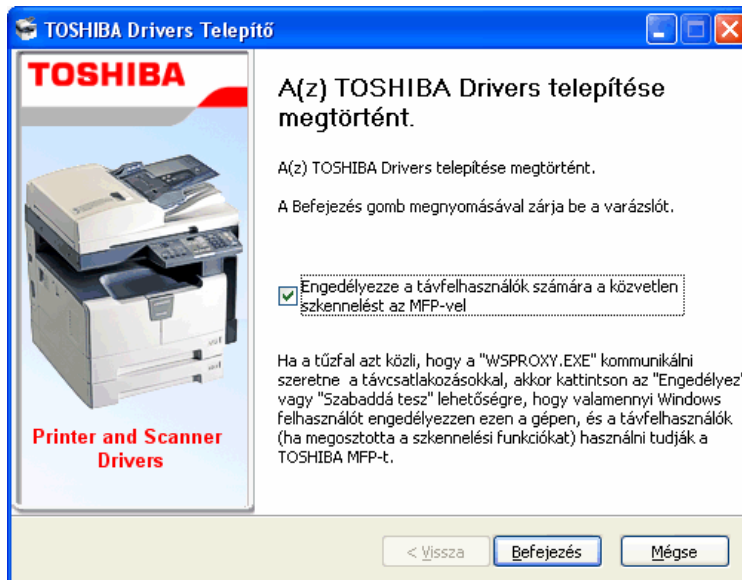 TOSHIBA Drivers Telepítő
TOSHIBA
A(z) TOSHIBA Drivers telepítése
megtörtént.
A(z) TOSHIBA Drivers telepítése megtörtént.
A Befejezés gomb megnyomásával zárja be a varázslót.
Engedélyezze a távfelhasználók számára a közvetlen
szkennelést az MFP-vel
Ha a tűzfal azt közli, hogy a "WSPROXY.EXE" kommunikálni
szeretne a távcsatlakozásokkal, akkor kattintson az "Engedélyez"
vagy "Szabaddá tesz" lehetőségre, hogy valamennyi Windows
felhasználót engedélyezzen ezen a gépen, és a távfelhasználók
(ha megosztotta a szkennelési funkciókat) használni tudják a
TOSHIBA MFP-t.
Printer and Scanner
Drivers
< Vissza
Befejezés
Mégse